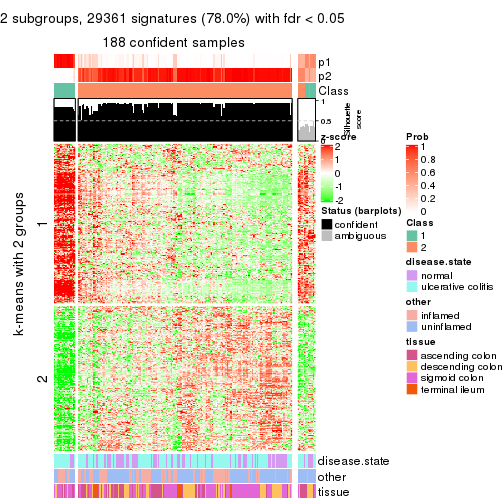 2 subgroups, 29361 signatures (78.0%) with fdr < 0.05
188 confident samples
p1
p2
Class
1
0.5
0
Silhouette
score
k-means with 2 groups
1
2
disease.state
other
tissue
z-score
2
1
0
-1
-2
Status (barplots)
confident
ambiguous
Prob
1
0.8
0.6
0.4
0.2
0
Class
1
2
disease.state
normal
ulcerative colitis
other
inflamed
uninflamed
tissue
ascending colon
descending colon
sigmoid colon
terminal ileum